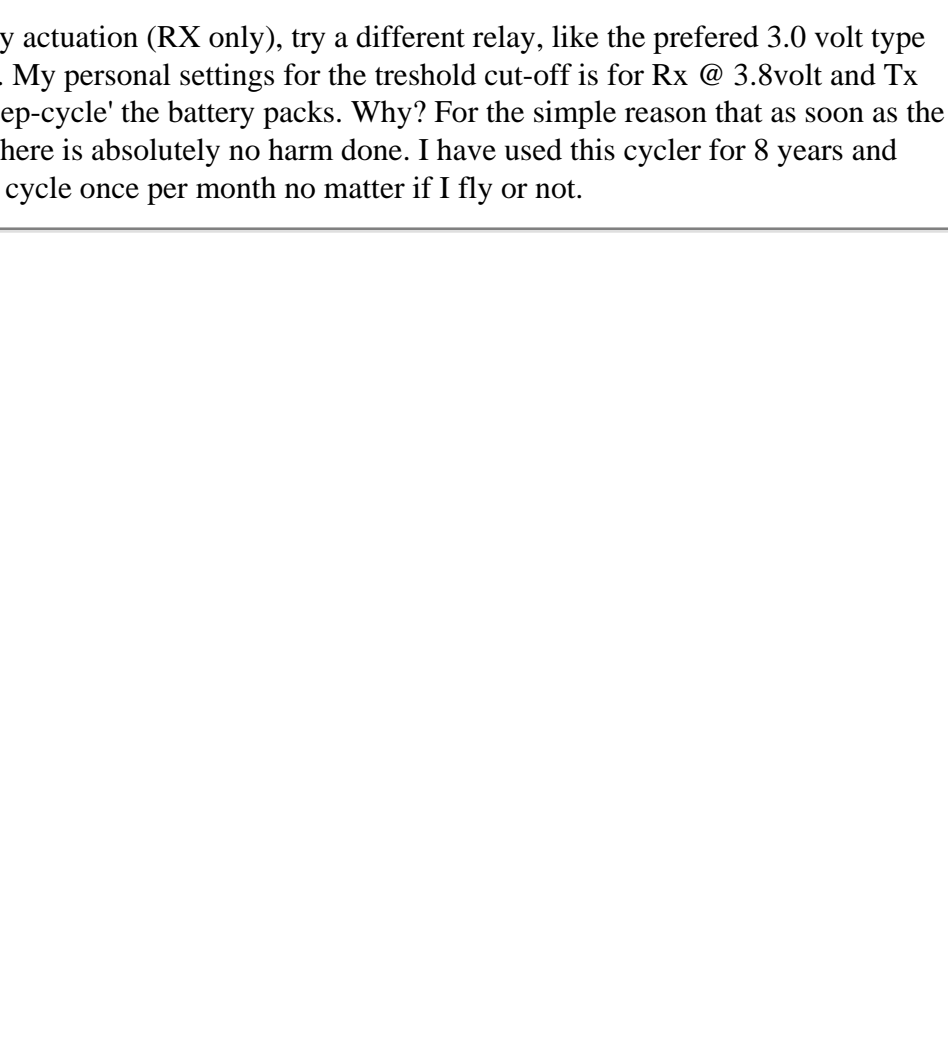 y actuation (RX only), try a different relay, like the prefered 3.0 volt type
. My personal settings for the treshold cut-off is for Rx @ 3.8volt and Tx
ep-cycle' the battery packs. Why? For the simple reason that as soon as the
here is absolutely no harm done. I have used this cycler for 8 years and
cycle once per month no matter if I fly or not.